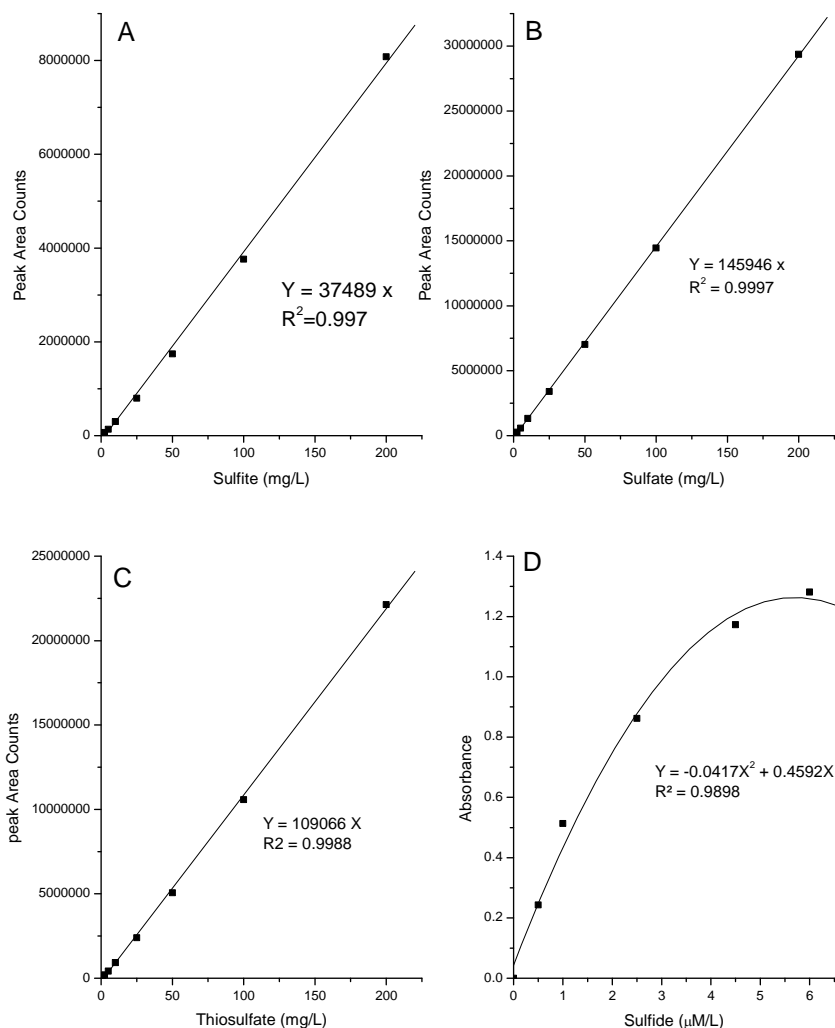 A
8000000
6000000
4000000
2000000
0
Peak Area Counts
Y = 37489 x
R²=0.997
0 50 100 150 200
Sulfite (mg/L)
B
30000000
25000000
20000000
15000000
10000000
5000000
0
Peak Area Counts
Y = 145946 x
R² = 0.9997
0 50 100 150 200
Sulfate (mg/L)
C
25000000
20000000
15000000
10000000
5000000
0
peak Area Counts
Y = 109066 X
R2 = 0.9988
0 50 100 150 200
Thiosulfate (mg/L)
D
1.4
1.2
1.0
0.8
0.6
0.4
0.2
0.0
Absorbance
Y = -0.0417X² + 0.4592X
R² = 0.9898
0 1 2 3 4 5 6
Sulfide (μM/L)